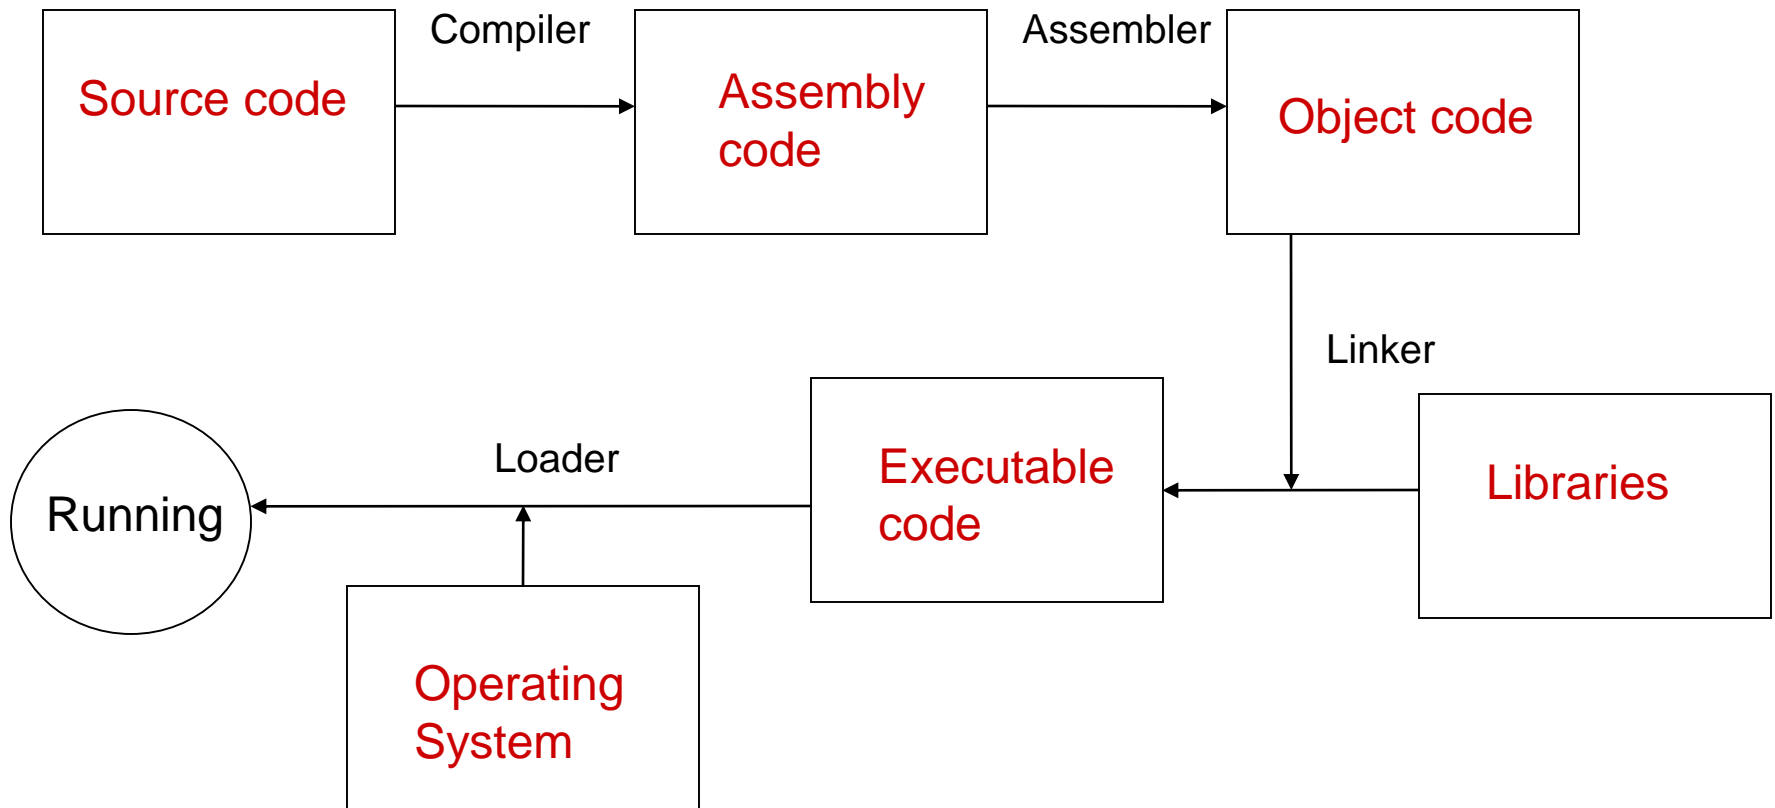 Compiler
Assembler
Source code
Assembly
code
Object code
Linker
Loader
Executable
code
Libraries
Running
Operating
System